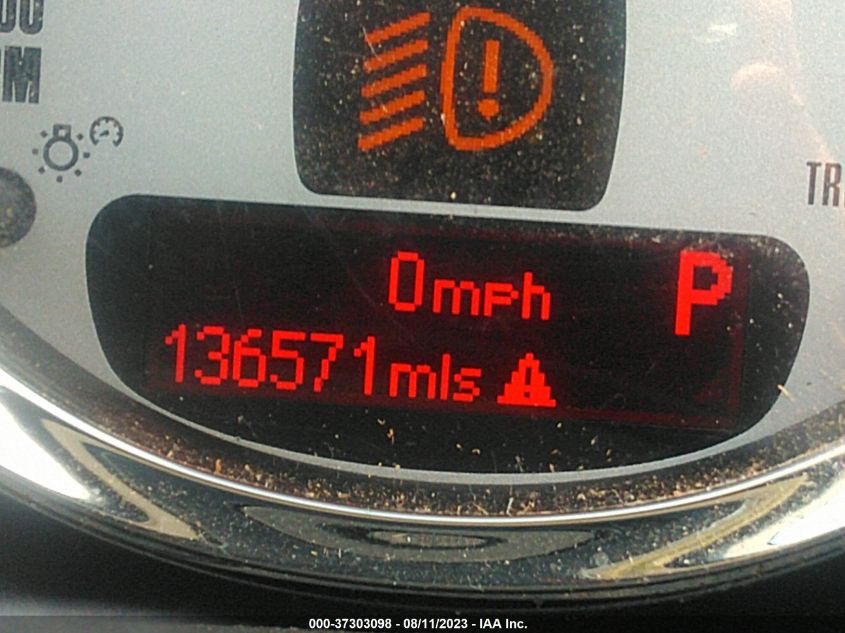 0mph P
136571mls
000-37303098 - 08/11/2023 - IAA Inc.